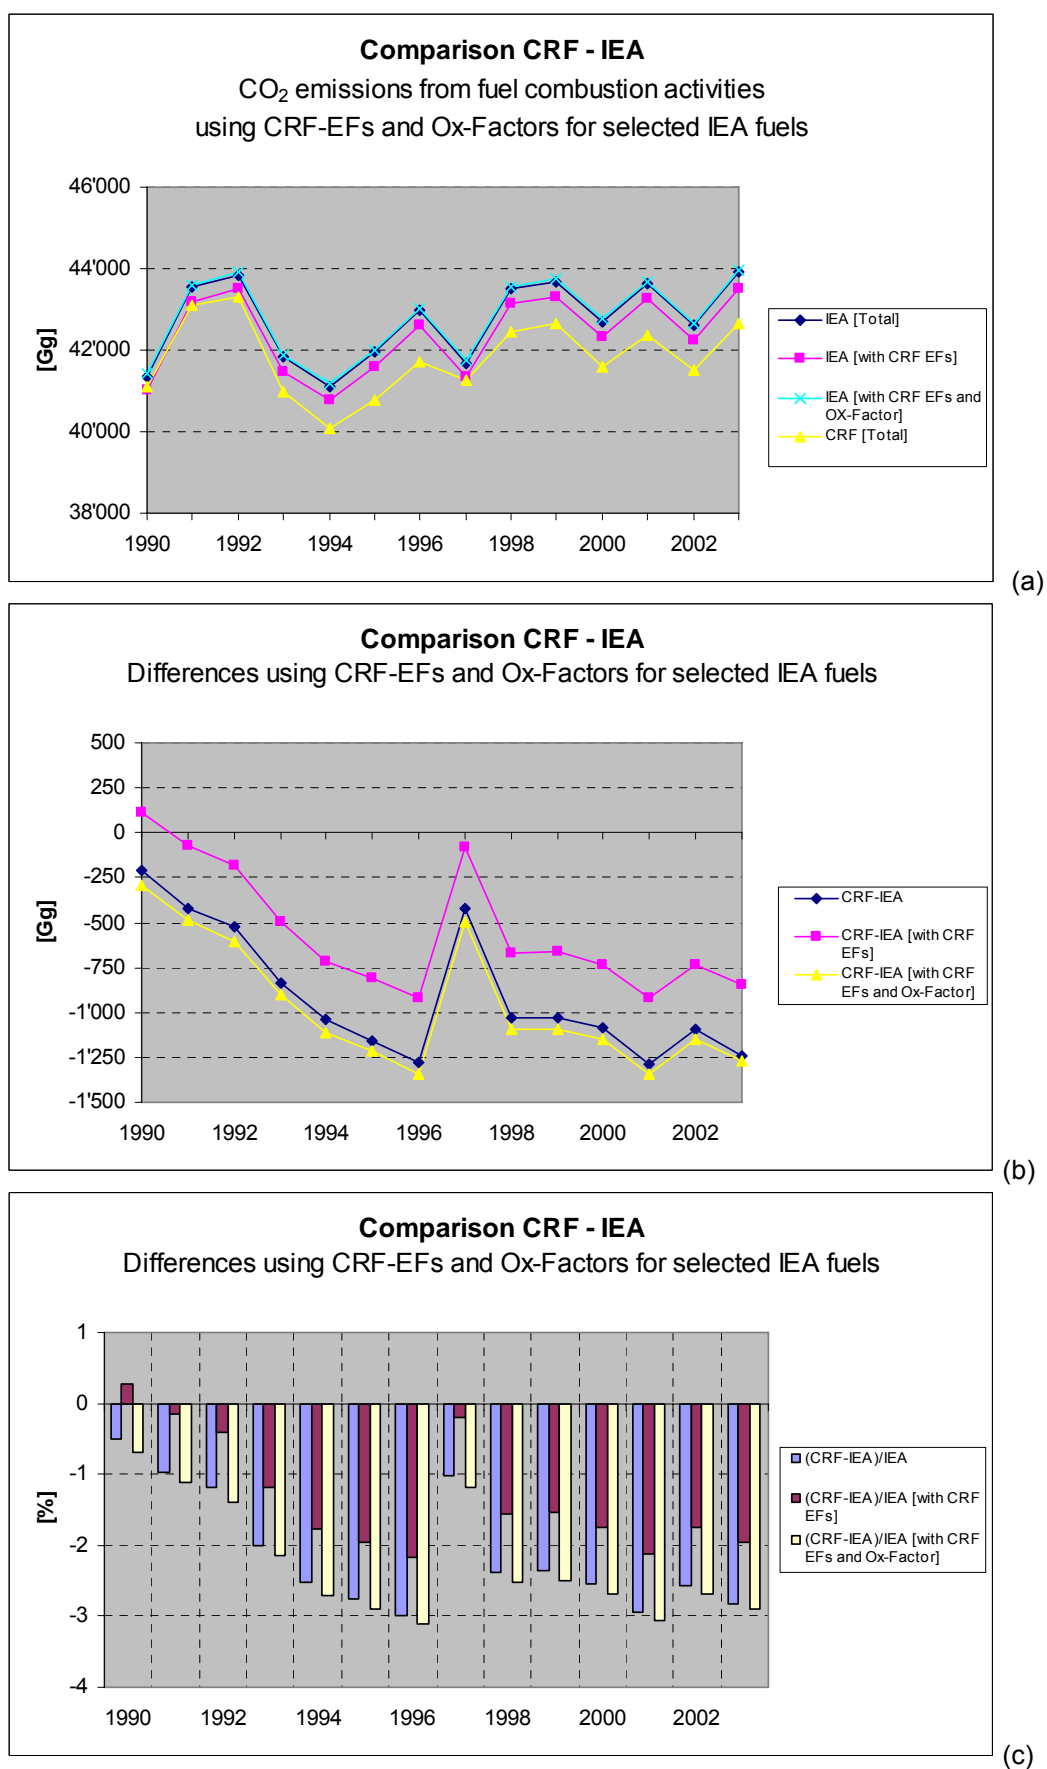 Comparison CRF - IEA
CO₂ emissions from fuel combustion activities
using CRF-EFs and Ox-Factors for selected IEA fuels
46'000
44'000
42'000
40'000
38'000
[Gg]
1990 1992 1994 1996 1998 2000 2002
IEA [Total]
IEA [with CRF EFs]
IEA [with CRF EFs and
OX-Factor]
CRF [Total]
(a)
Comparison CRF - IEA
Differences using CRF-EFs and Ox-Factors for selected IEA fuels
500
250
0
-250
-500
-750
-1'000
-1'250
-1'500
[Gg]
1990 1992 1994 1996 1998 2000 2002
CRF-IEA
CRF-IEA [with CRF
EFs]
CRF-IEA [with CRF
EFs and Ox-Factor]
(b)
Comparison CRF - IEA
Differences using CRF-EFs and Ox-Factors for selected IEA fuels
1
0
-1
-2
-3
-4
[%]
1990 1992 1994 1996 1998 2000 2002
(CRF-IEA)/IEA
(CRF-IEA)/IEA [with CRF
EFs]
(CRF-IEA)/IEA [with CRF
EFs and Ox-Factor]
(c)